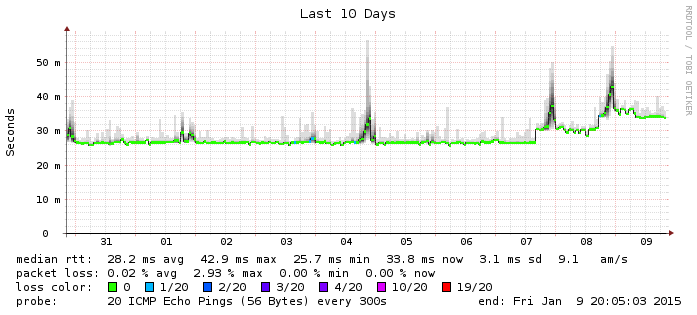 Last 10 Days
RRDTOOL / TOBI OETIKER
Seconds
50 m
40 m
30 m
20 m
10 m
0
31 01 02 03 04 05 06 07 08 09
median rtt: 28.2 ms avg 42.9 ms max 25.7 ms min 33.8 ms now 3.1 ms sd 9.1 am/s
packet loss: 0.02 % avg 2.93 % max 0.00 % min 0.00 % now
loss color: 0 1/20 2/20 3/20 4/20 10/20 19/20
probe: 20 ICMP Echo Pings (56 Bytes) every 300s end: Fri Jan 9 20:05:03 2015